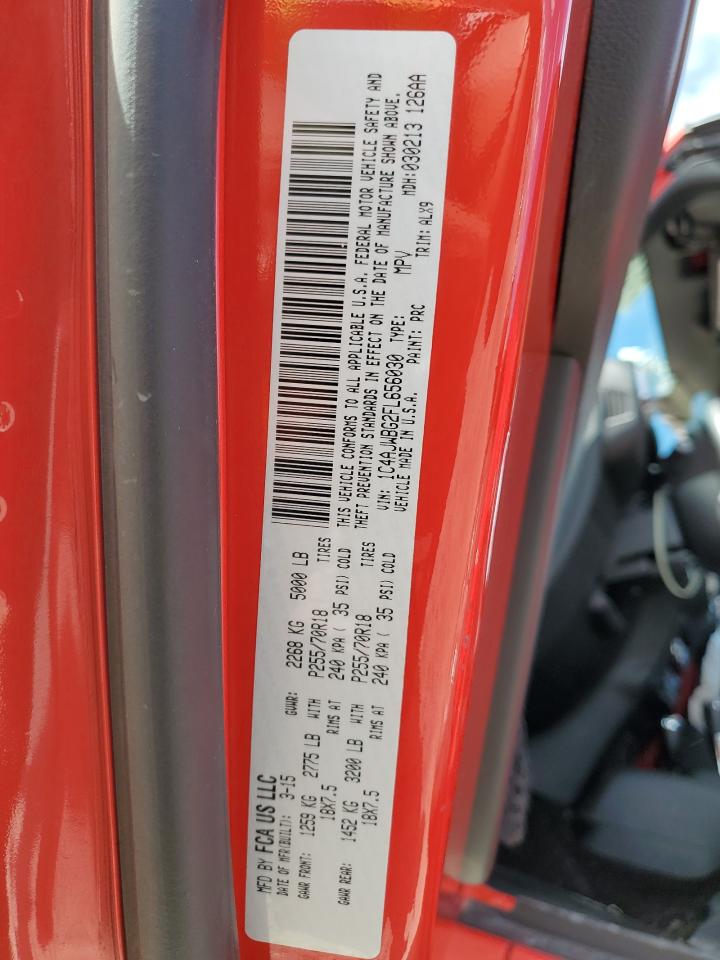 MFD BY FCA US LLC
DATE OF MFR(BUILT): 3-15 GVWR: 2268 KG 5000 LB
GAWR FRONT: 1259 KG 2775 LB WITH P255/70R18 TIRES
18X7.5 RIMS AT 240 KPA ( 35 PSI) COLD
GAWR REAR: 1452 KG 3200 LB WITH P255/70R18 TIRES
18X7.5 RIMS AT 240 KPA ( 35 PSI) COLD
THIS VEHICLE CONFORMS TO ALL APPLICABLE U.S.A. FEDERAL MOTOR VEHICLE SAFETY AND
THEFT PREVENTION STANDARDS IN EFFECT ON THE DATE OF MANUFACTURE SHOWN ABOVE.
VIN: 1C4AJWBG2FL656030 TYPE: MPV MDH:030213 126AA
VEHICLE MADE IN U.S.A. PAINT: PRC TRIM: ALX9